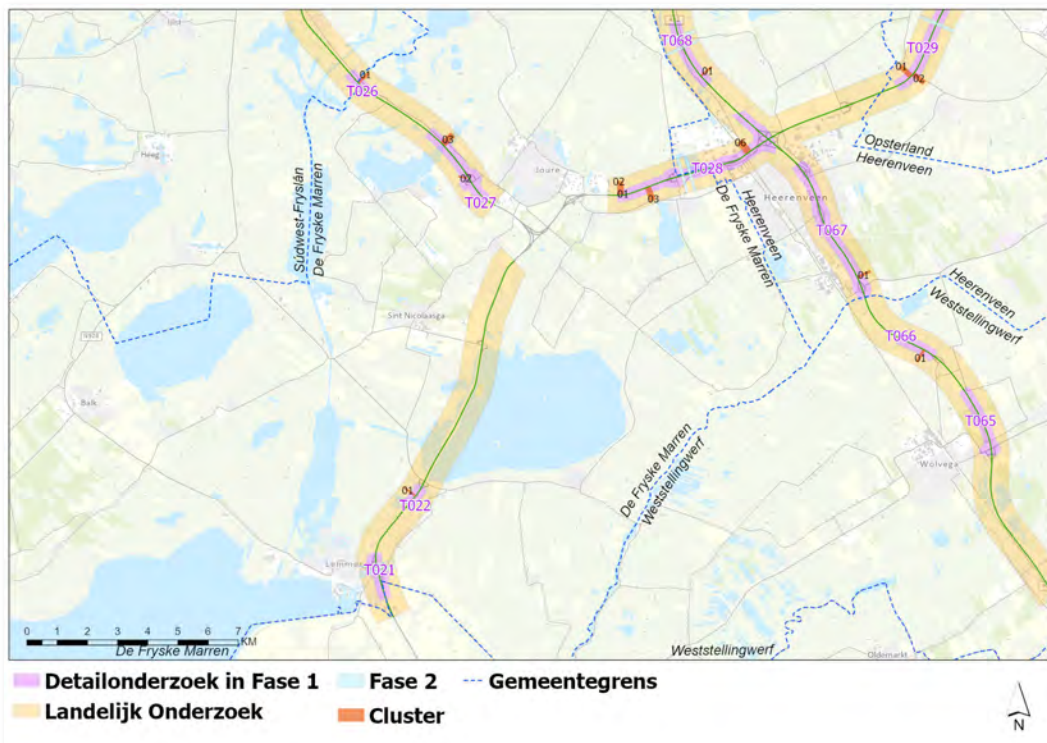 T068
01
T029
01
01
02
T026
03
06
Opsterland
Heerenveen
Joure
T028
Heeg
02
02
01
03
T027
Heerenveen
Heerenveen
De Fryske Marren
T067
Súdwest-Fryslân
De Fryske Marren
01
Heerenveen
Weststellingwerf
Sint Nicolaasga
T066
01
Balk
T065
De Fryske Marren
Weststellingwerf
Wolvega
01
T022
T021
0 1 2 3 4 5 6 7
KM
De Fryske Marren
Weststellingwerf
Oldemarkt
Detailonderzoek in Fase 1
Fase 2
Gemeentegrens
Landelijk Onderzoek
Cluster
N